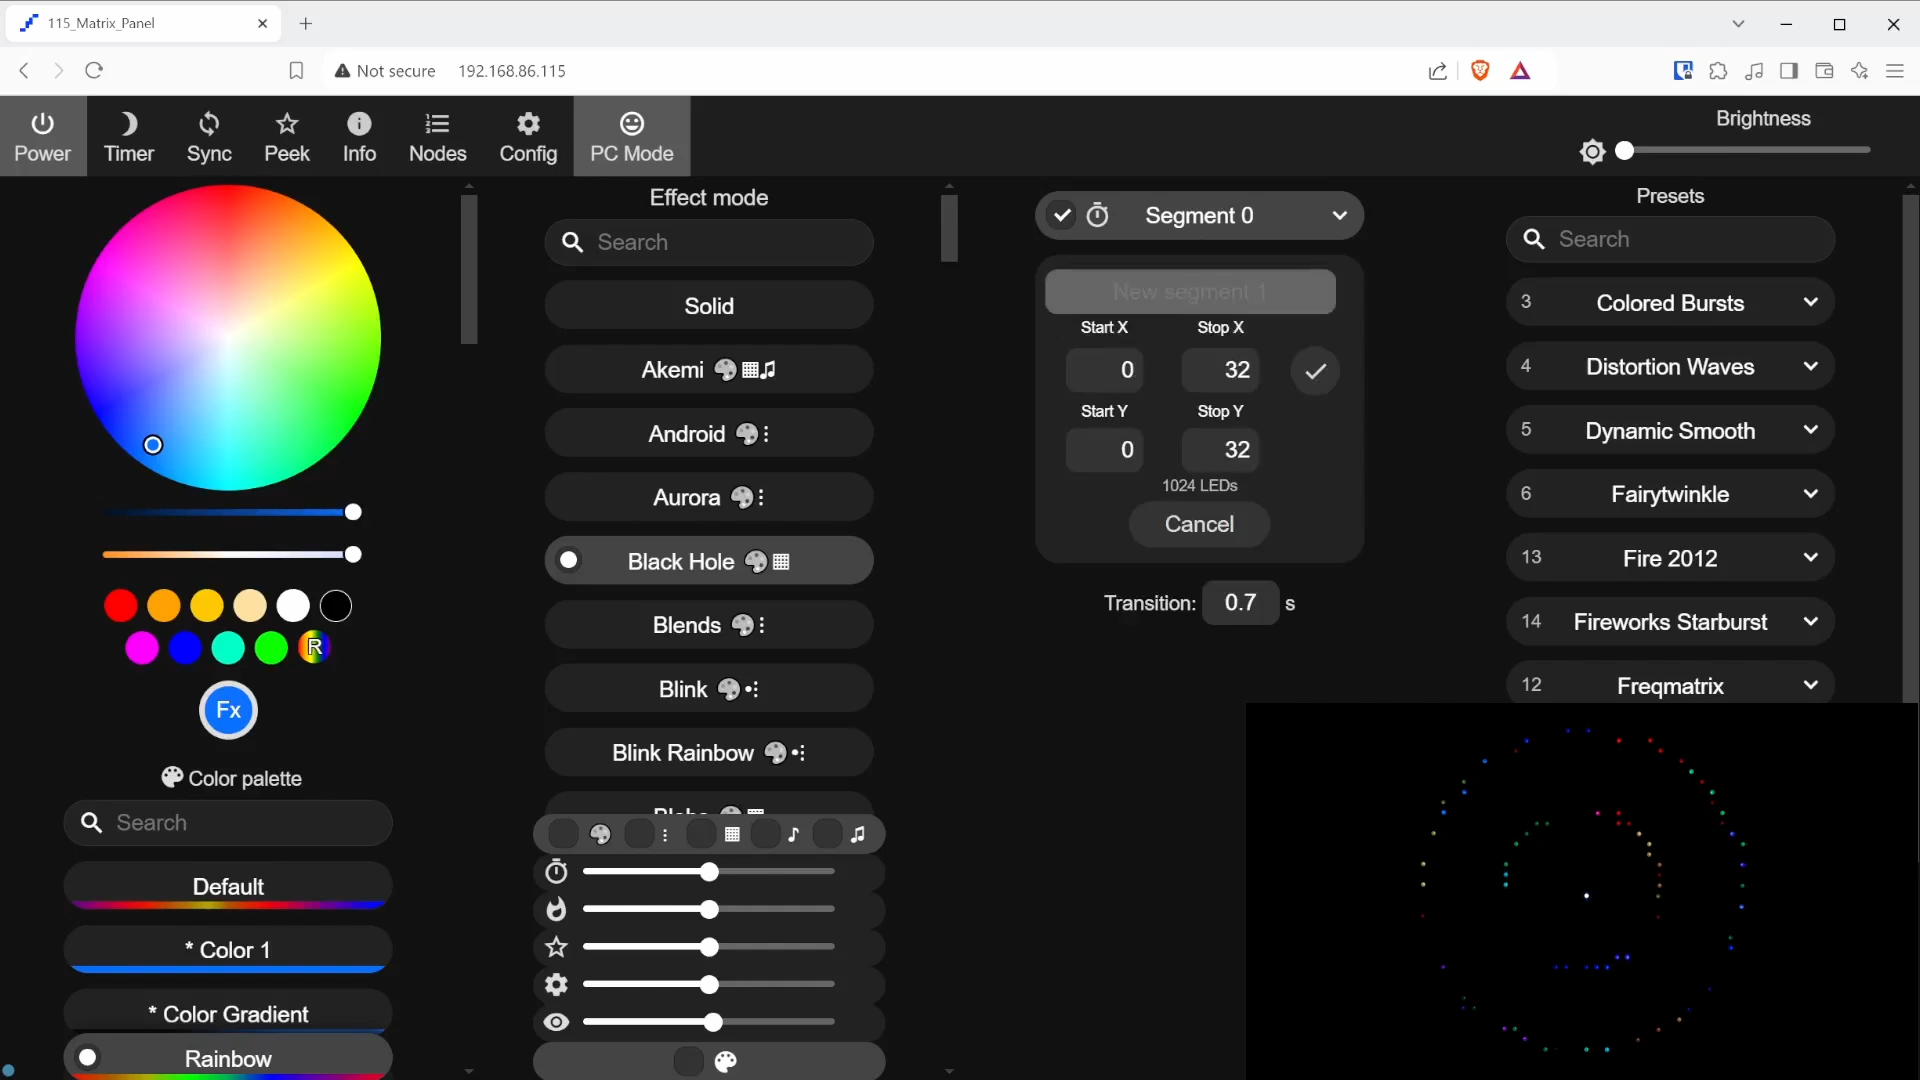 115_Matrix_Panel
Not secure 192.168.86.115
Power
Timer
Sync
Peek
Info
Nodes
Config
PC Mode
Brightness
R
Fx
Color palette
Search
Default
* Color 1
* Color Gradient
Rainbow
Effect mode
Search
Solid
Akemi
Android
Aurora
Black Hole
Blends
Blink
Blink Rainbow
Segment 0
New segment 1
Start X Stop X
0 32
Start Y Stop Y
0 32
1024 LEDs
Cancel
Transition: 0.7 s
Presets
Search
3 Colored Bursts
4 Distortion Waves
5 Dynamic Smooth
6 Fairytwinkle
13 Fire 2012
14 Fireworks Starburst
12 Freqmatrix